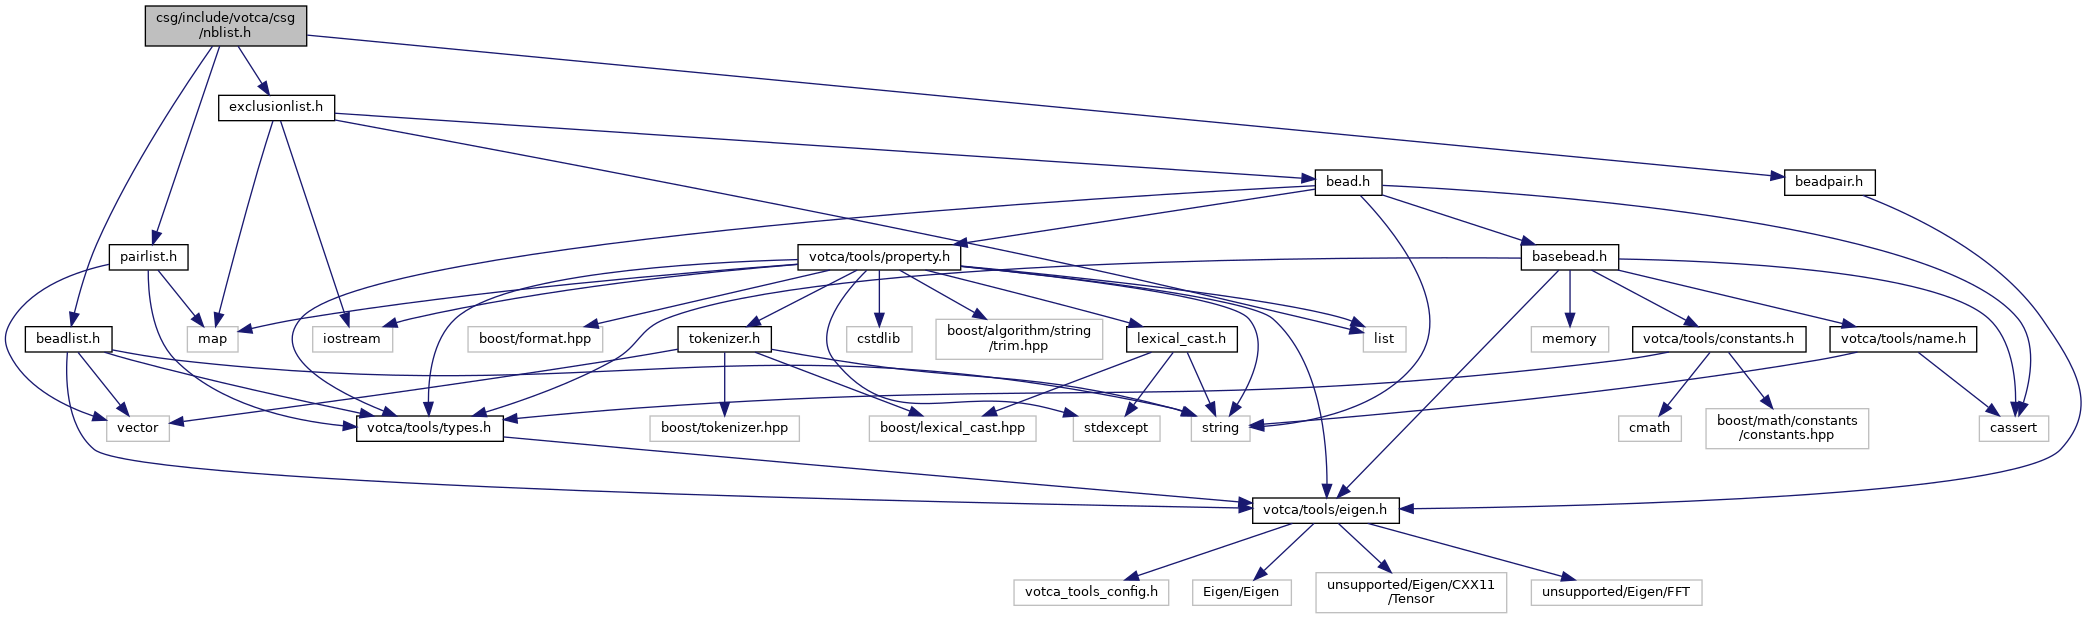 csg/include/votca/csg
/nblist.h
exclusionlist.h
bead.h
beadpair.h
pairlist.h
votca/tools/property.h
basebead.h
beadlist.h
map
iostream
boost/format.hpp
tokenizer.h
cstdlib
boost/algorithm/string
/trim.hpp
lexical_cast.h
list
memory
votca/tools/constants.h
votca/tools/name.h
vector
votca/tools/types.h
boost/tokenizer.hpp
boost/lexical_cast.hpp
stdexcept
string
cmath
boost/math/constants
/constants.hpp
cassert
votca/tools/eigen.h
votca_tools_config.h
Eigen/Eigen
unsupported/Eigen/CXX11
/Tensor
unsupported/Eigen/FFT